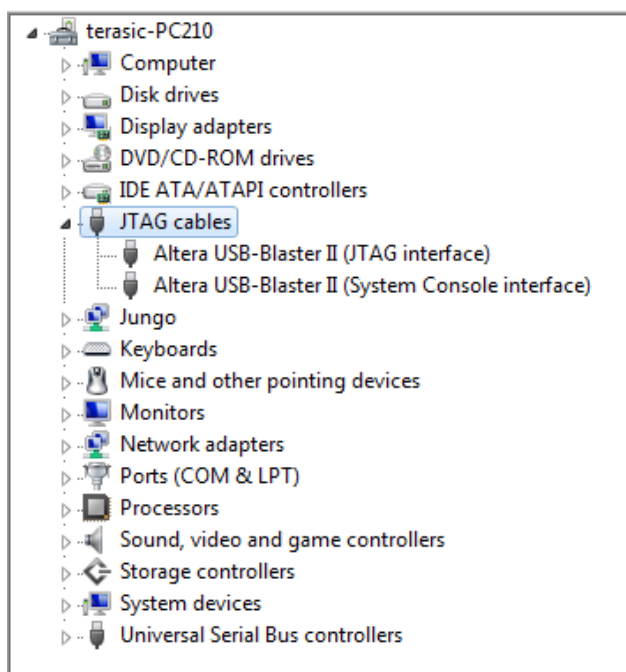 terasic-PC210
Computer
Disk drives
Display adapters
DVD/CD-ROM drives
IDE ATA/ATAPI controllers
JTAG cables
Altera USB-Blaster II (JTAG interface)
Altera USB-Blaster II (System Console interface)
Jungo
Keyboards
Mice and other pointing devices
Monitors
Network adapters
Ports (COM & LPT)
Processors
Sound, video and game controllers
Storage controllers
System devices
Universal Serial Bus controllers